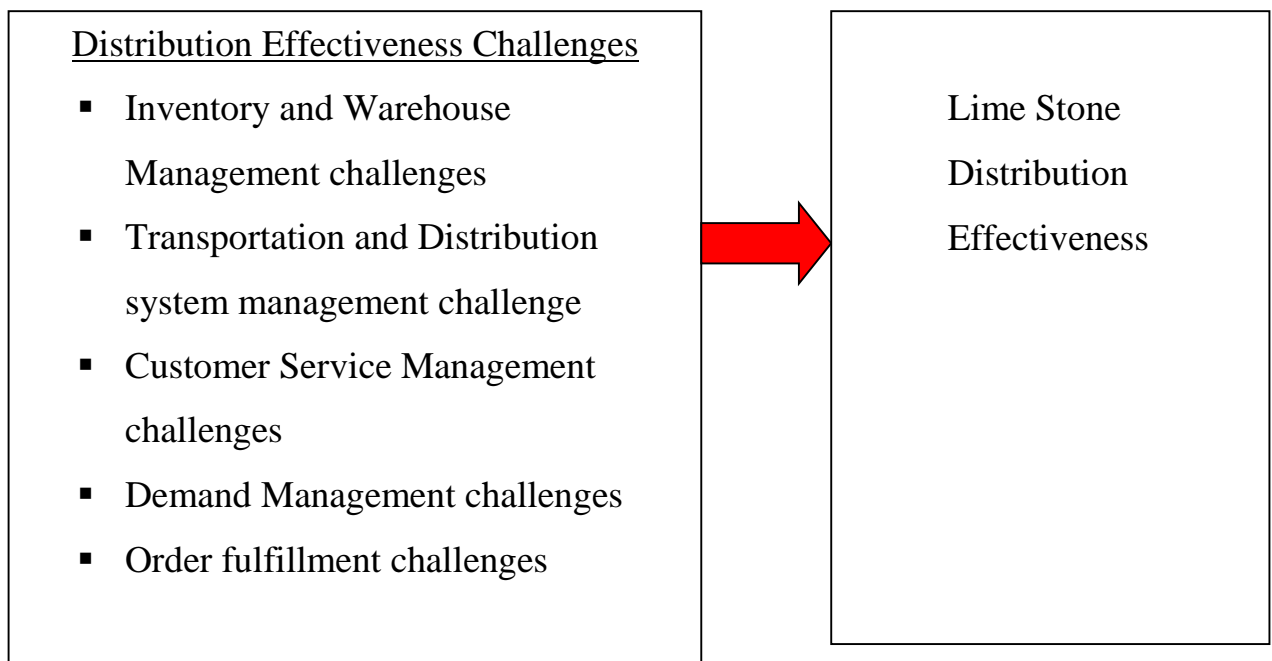 Distribution Effectiveness Challenges
▪ Inventory and Warehouse
Management challenges
▪ Transportation and Distribution
system management challenge
▪ Customer Service Management
challenges
▪ Demand Management challenges
▪ Order fulfillment challenges
Lime Stone
Distribution
Effectiveness